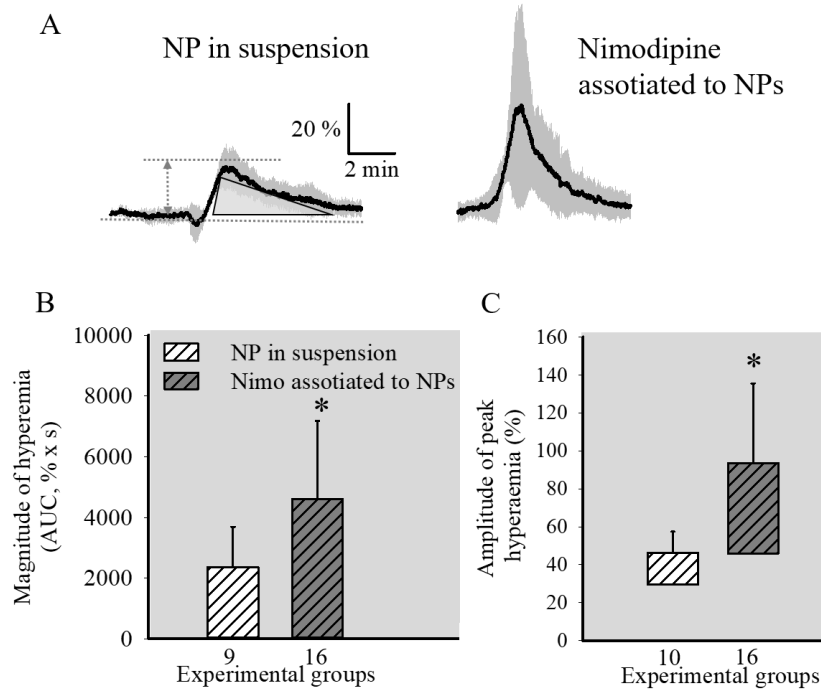 A
NP in suspension
Nimodipine
assotiated to NPs
20 %
2 min
B
Magnitude of hyperemia
(AUC, % x s)
10000
8000
6000
4000
2000
0
NP in suspension
Nimo assotiated to NPs
*
9
16
Experimental groups
C
Amplitude of peak
hyperaemia (%)
160
140
120
100
80
60
40
20
0
*
10
16
Experimental groups